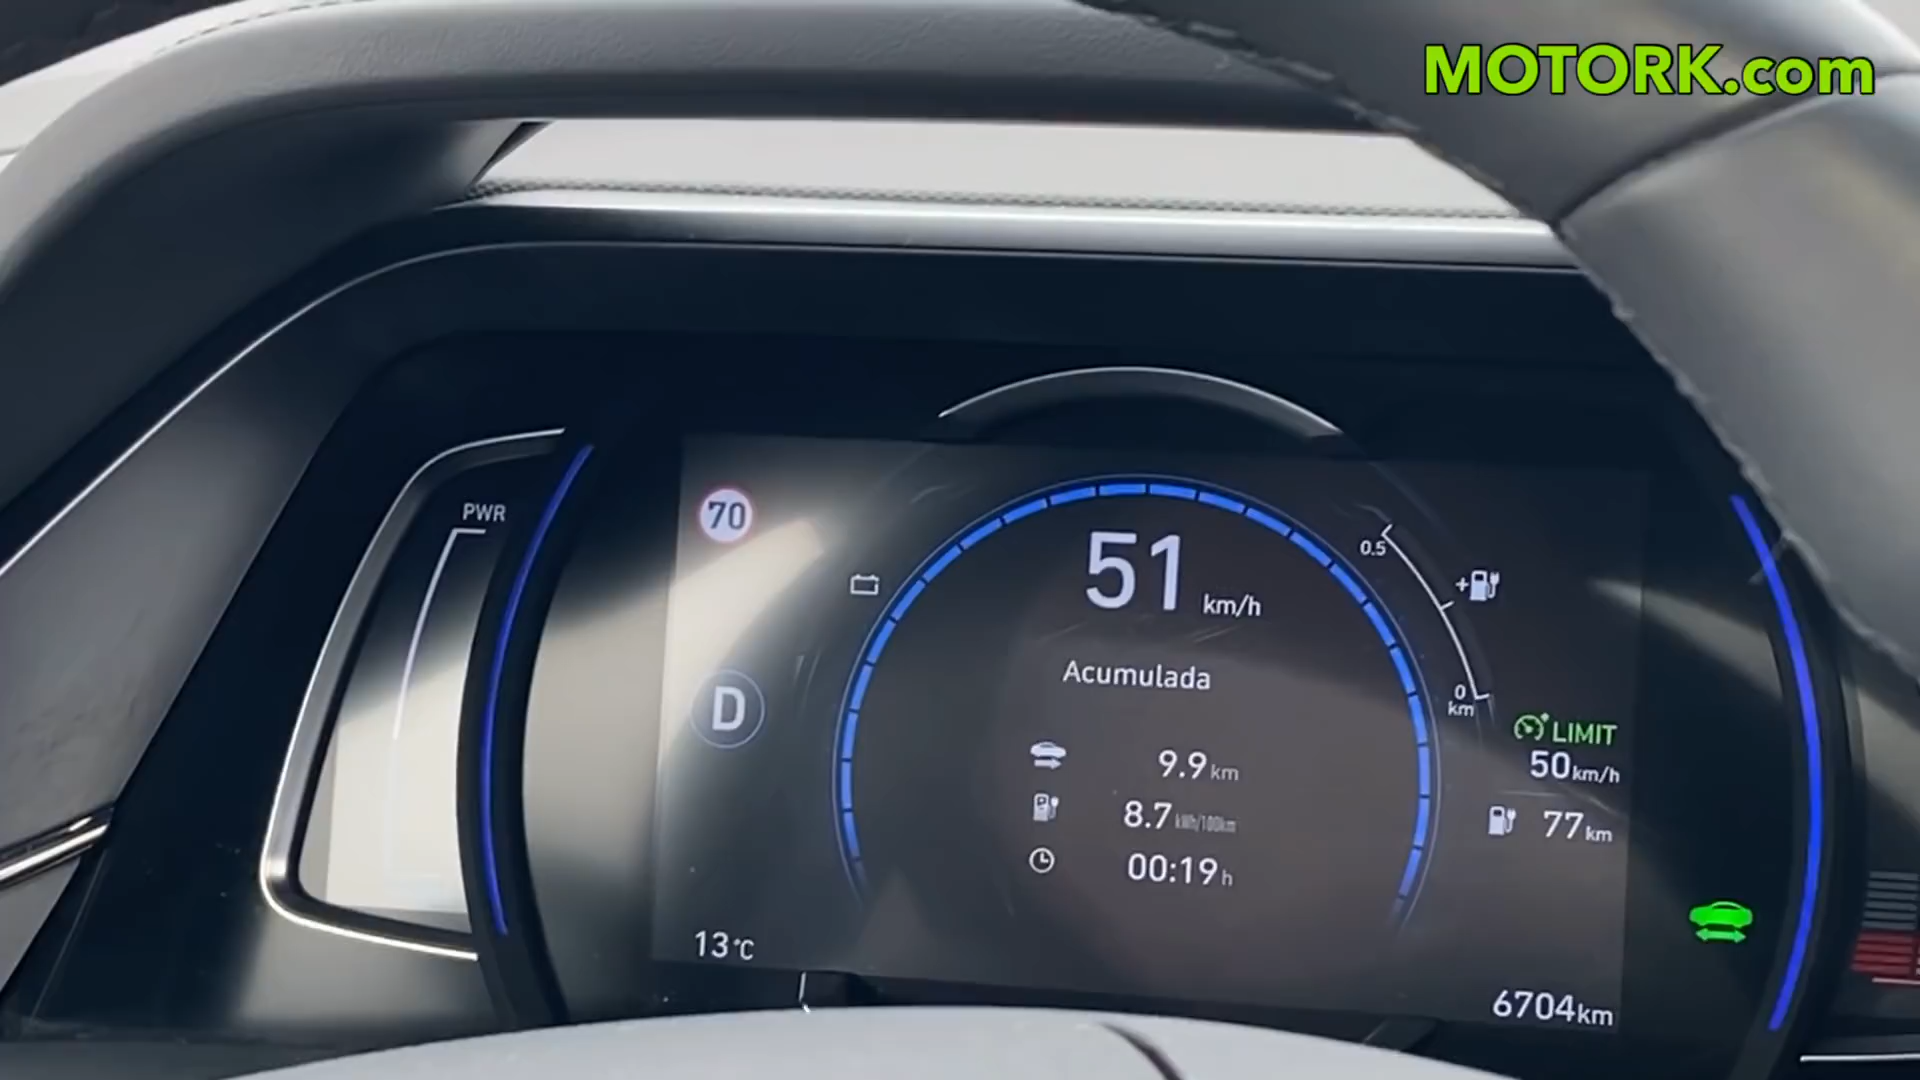 MOTORK.com
PWR
70
51 km/h
0.5
+
Acumulada
D
0
km
LIMIT
50km/h
9.9 km
8.7 kWh/100km
77 km
00:19 h
13°C
6704km